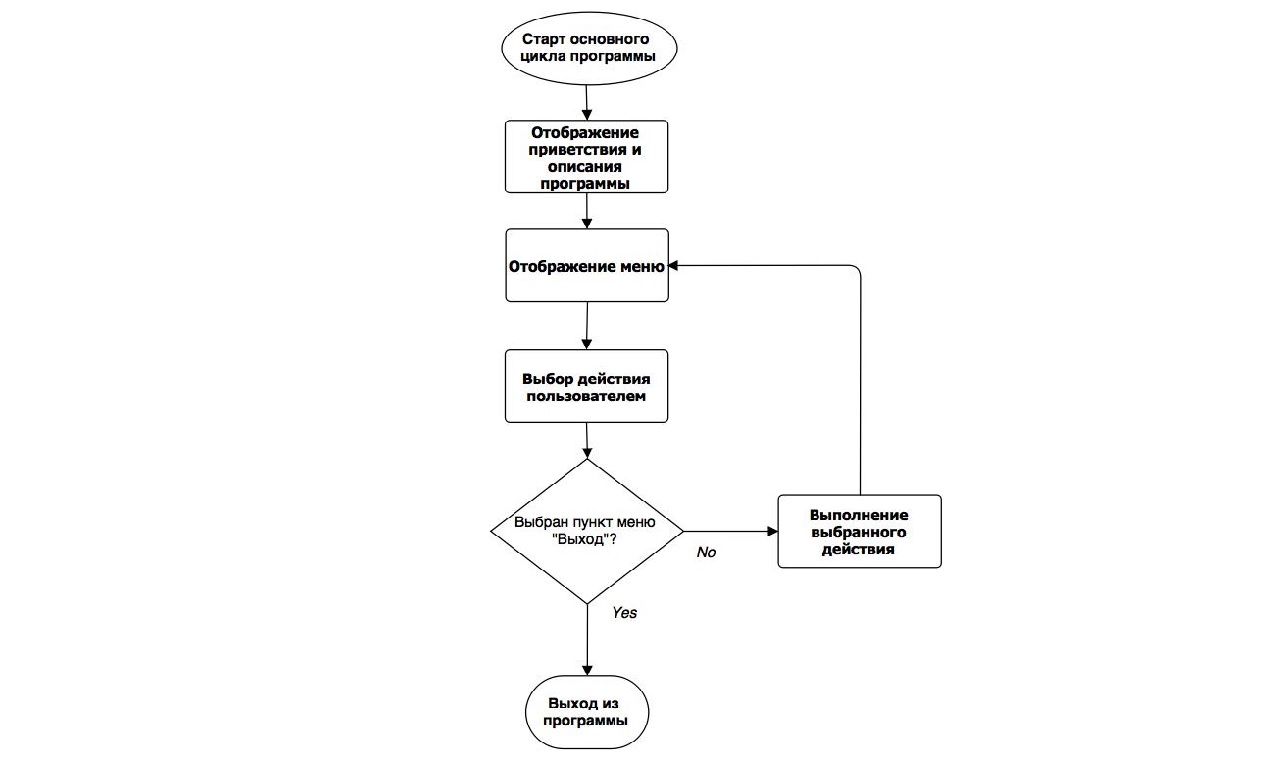 Старт основного
цикла программы
Отображение
приветствия и
описания
программы
Отображение меню
Выбор действия
пользователем
Выбран пункт меню
"Выход"?
No
Выполнение
выбранного
действия
Yes
Выход из
программы